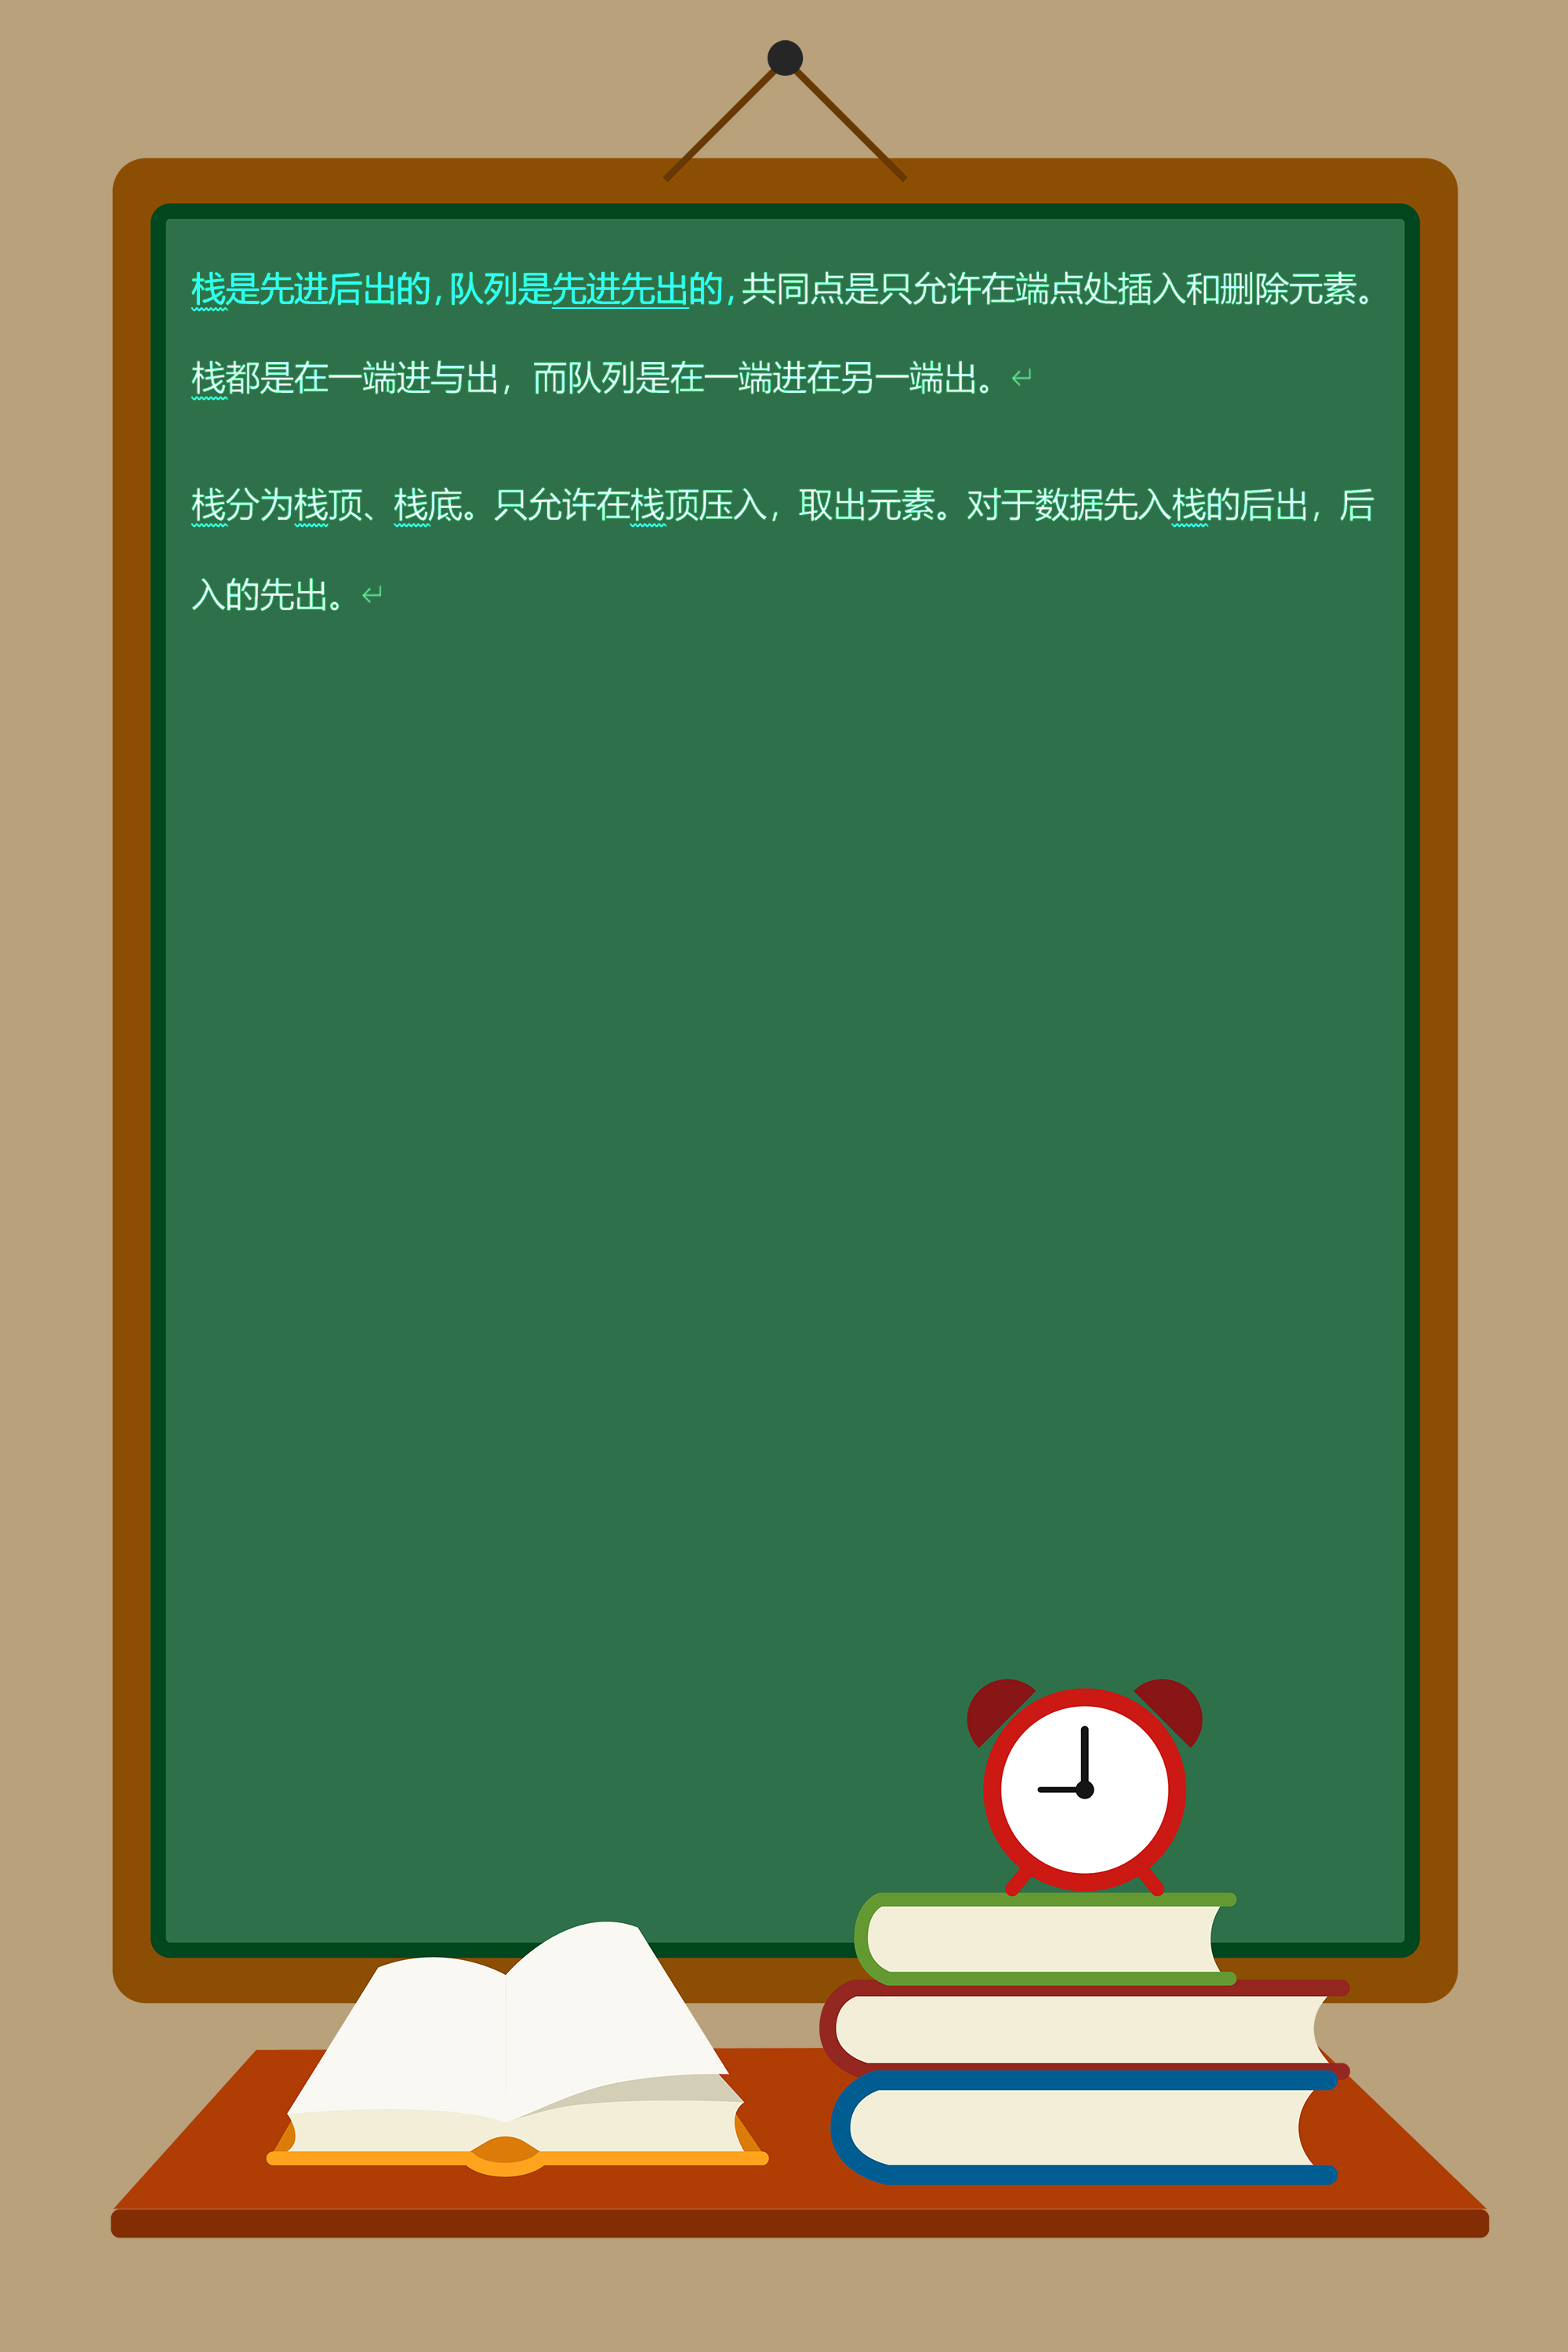 栈是先进后出的,队列是先进先出的,共同点是只允许在端点处插入和删除元素。
栈都是在一端进与出，而队列是在一端进在另一端出。↵
栈分为栈顶、栈底。只允许在栈顶压入，取出元素。对于数据先入栈的后出，后
入的先出。↵